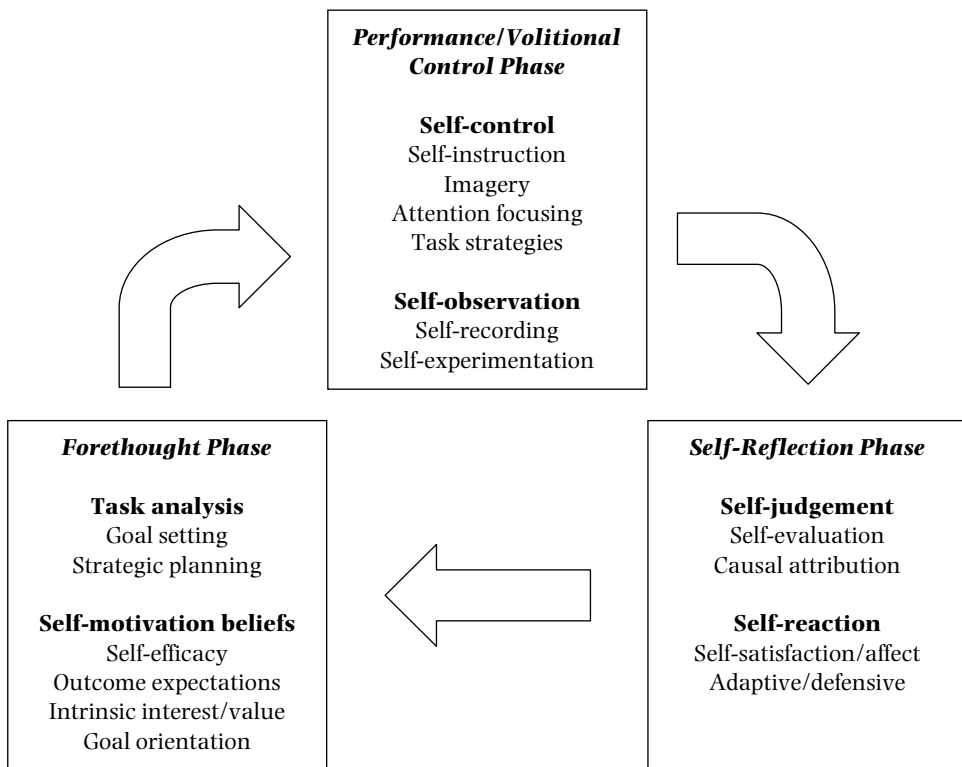 Performance/Volitional
Control Phase
Self-control
Self-instruction
Imagery
Attention focusing
Task strategies
Self-observation
Self-recording
Self-experimentation
Forethought Phase
Task analysis
Goal setting
Strategic planning
Self-motivation beliefs
Self-efficacy
Outcome expectations
Intrinsic interest/value
Goal orientation
Self-Reflection Phase
Self-judgement
Self-evaluation
Causal attribution
Self-reaction
Self-satisfaction/affect
Adaptive/defensive